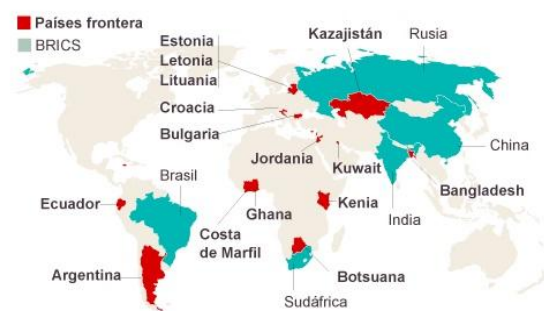 Países frontera
BRICS
Estonia
Letonia
Lituania
Croacia
Bulgaria
Kazajistán
Rusia
China
Jordania
Kuwait
Bangladesh
India
Brasil
Ecuador
Ghana
Costa
de Marfil
Kenia
Argentina
Botsuana
Sudáfrica